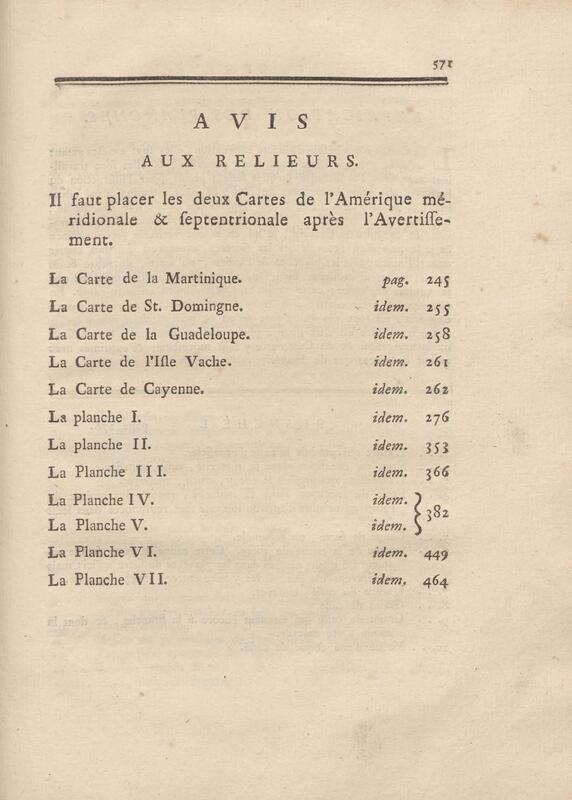 571
AVIS
AUX RELIEURS.
Il faut placer les deux Cartes de l'Amérique mé-
ridionale & ſeptentrionale après l'Avertiſſe-
ment.
La Carte de la Martinique. pag. 245
La Carte de St. Domingne. idem. 255
La Carte de la Guadeloupe. idem. 258
La Carte de l'Iſle Vache. idem. 261
La Carte de Cayenne. idem. 262
La planche I. idem. 276
La planche II. idem. 353
La Planche III. idem. 366
La Planche IV. idem.
La Planche V. idem. } 382
La Planche VI. idem. 449
La Planche VII. idem. 464